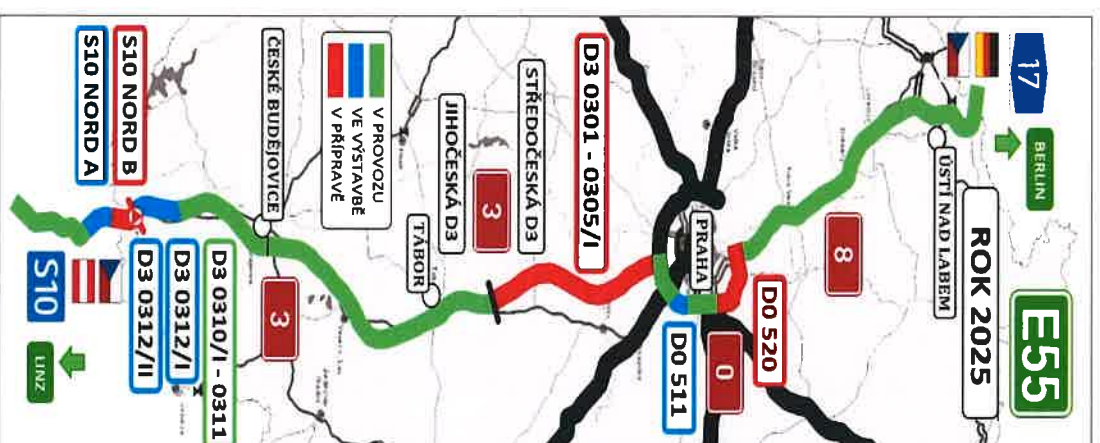 E55
17
BERLIN
ROK 2025
ÚSTÍ NAD LABEM
8
D0 520
PRAHA
0
D0 511
D3 0301 - 0305/I
STŘEDOČESKÁ D3
3
JIHOČESKÁ D3
TÁBOR
V PROVOZU
VE VÝSTAVBĚ
V PŘÍPRAVĚ
ČESKÉ BUDĚJOVICE
3
D3 0310/I - 0311
D3 0312/I
D3 0312/II
S10 NORD B
S10 NORD A
S10
LINZ